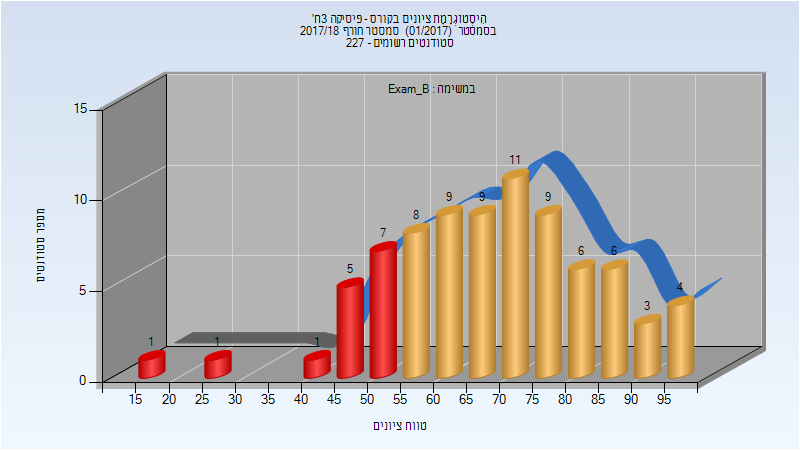 היסטוגרמת ציונים בקורס - פיסיקה 3ח'
בסמסטר (01/2017) סמסטר חורף 2017/18
סטודנטים רשומים - 227
במשימה : Exam_B
15
10
5
0
מספר סטודנטים
1 1 1 5 7 8 9 9 11 9 6 6 3 4
15 20 25 30 35 40 45 50 55 60 65 70 75 80 85 90 95
טווח ציונים